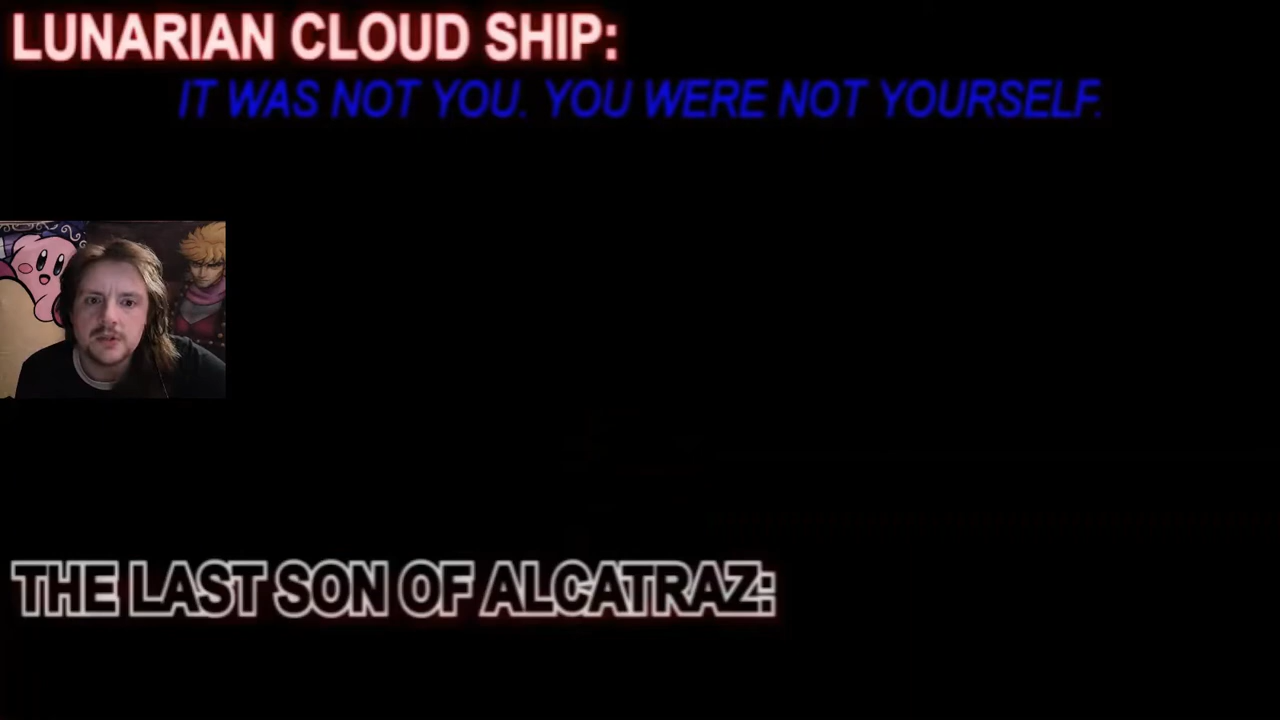 LUNARIAN CLOUD SHIP:
IT WAS NOT YOU. YOU WERE NOT YOURSELF.
THE LAST SON OF ALCATRAZ: